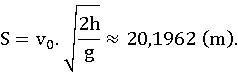 S = v₀. √(2h/g) ≈ 20,1962 (m).